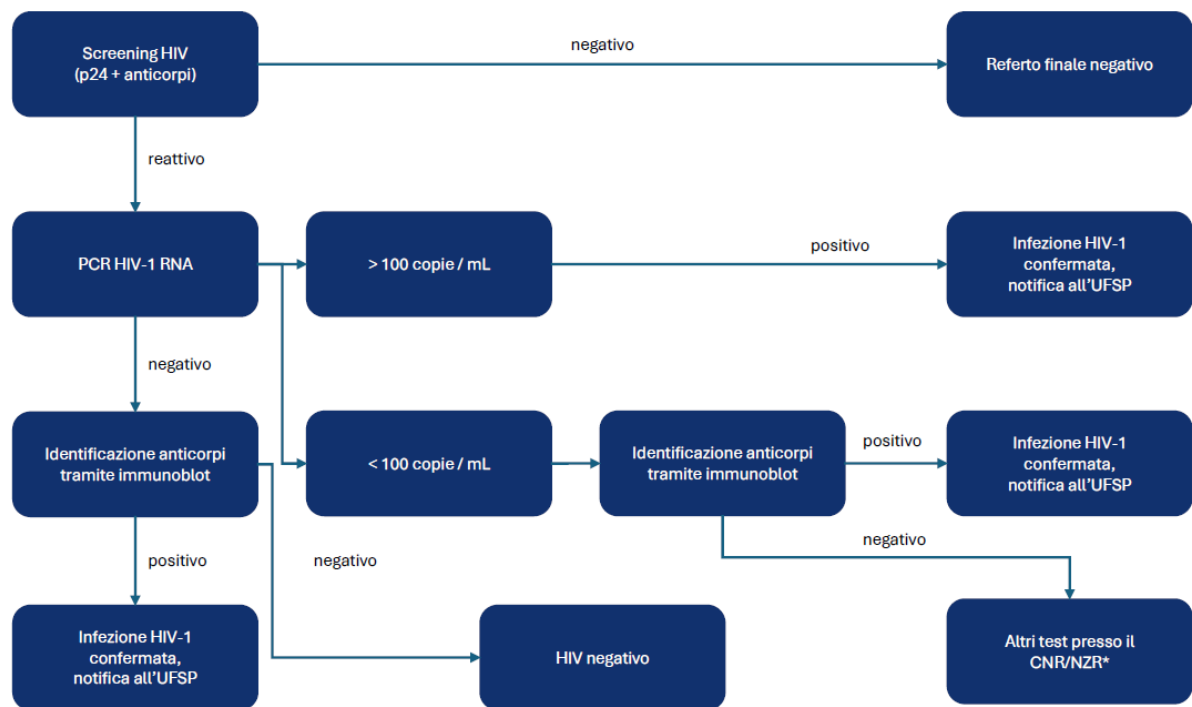 negativo
Screening HIV
(p24 + anticorpi)
Referto finale negativo
reattivo
PCR HIV-1 RNA
> 100 copie / mL
positivo
Infezione HIV-1
confermata,
notifica all'UFSP
negativo
Identificazione anticorpi
tramite immunoblot
< 100 copie / mL
Identificazione anticorpi
tramite immunoblot
positivo
Infezione HIV-1
confermata,
notifica all'UFSP
positivo
negativo
negativo
Infezione HIV-1
confermata,
notifica all'UFSP
HIV negativo
Altri test presso il
CNR/NZR*